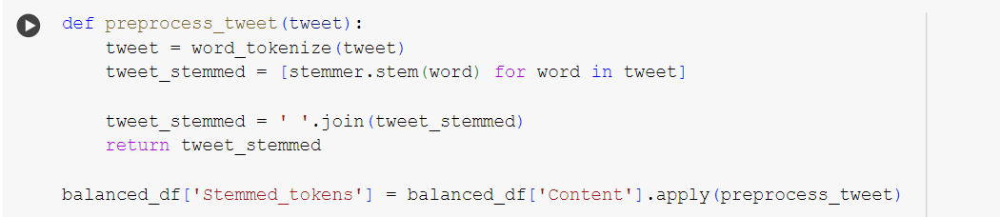 def preprocess_tweet(tweet):
    tweet = word_tokenize(tweet)
    tweet_stemmed = [stemmer.stem(word) for word in tweet]
    tweet_stemmed = ' '.join(tweet_stemmed)
    return tweet_stemmed
balanced_df['Stemmed_tokens'] = balanced_df['Content'].apply(preprocess_tweet)